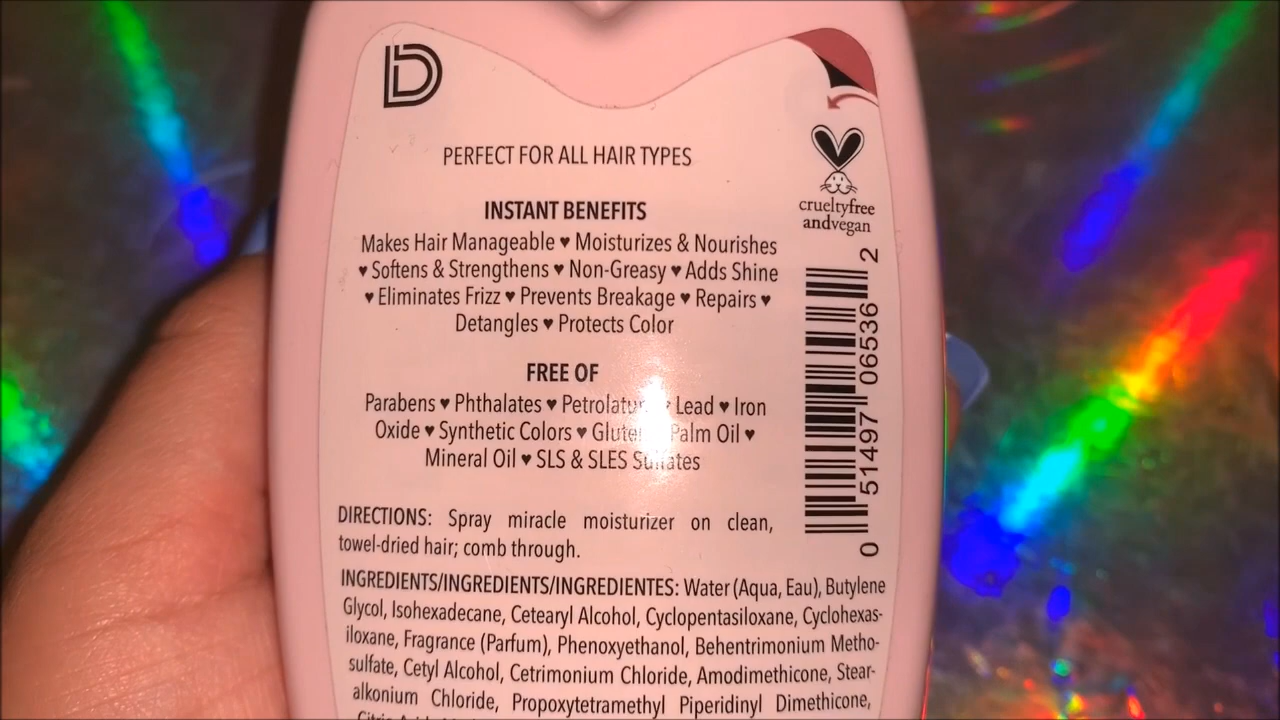 D
PERFECT FOR ALL HAIR TYPES
crueltyfree
andvegan
INSTANT BENEFITS
Makes Hair Manageable ♥ Moisturizes & Nourishes
♥ Softens & Strengthens ♥ Non-Greasy ♥ Adds Shine
♥ Eliminates Frizz ♥ Prevents Breakage ♥ Repairs ♥
Detangles ♥ Protects Color
FREE OF
Parabens ♥ Phthalates ♥ Petrolatum ♥ Lead ♥ Iron
Oxide ♥ Synthetic Colors ♥ Gluten ♥ Palm Oil ♥
Mineral Oil ♥ SLS & SLES Sulfates
0 51497 06536 2
DIRECTIONS: Spray miracle moisturizer on clean,
towel-dried hair; comb through.
INGREDIENTS/INGREDIENTS/INGREDIENTES: Water (Aqua, Eau), Butylene
Glycol, Isohexadecane, Cetearyl Alcohol, Cyclopentasiloxane, Cyclohexas-
iloxane, Fragrance (Parfum), Phenoxyethanol, Behentrimonium Metho-
sulfate, Cetyl Alcohol, Cetrimonium Chloride, Amodimethicone, Stear-
alkonium Chloride, Propoxytetramethyl Piperidinyl Dimethicone,